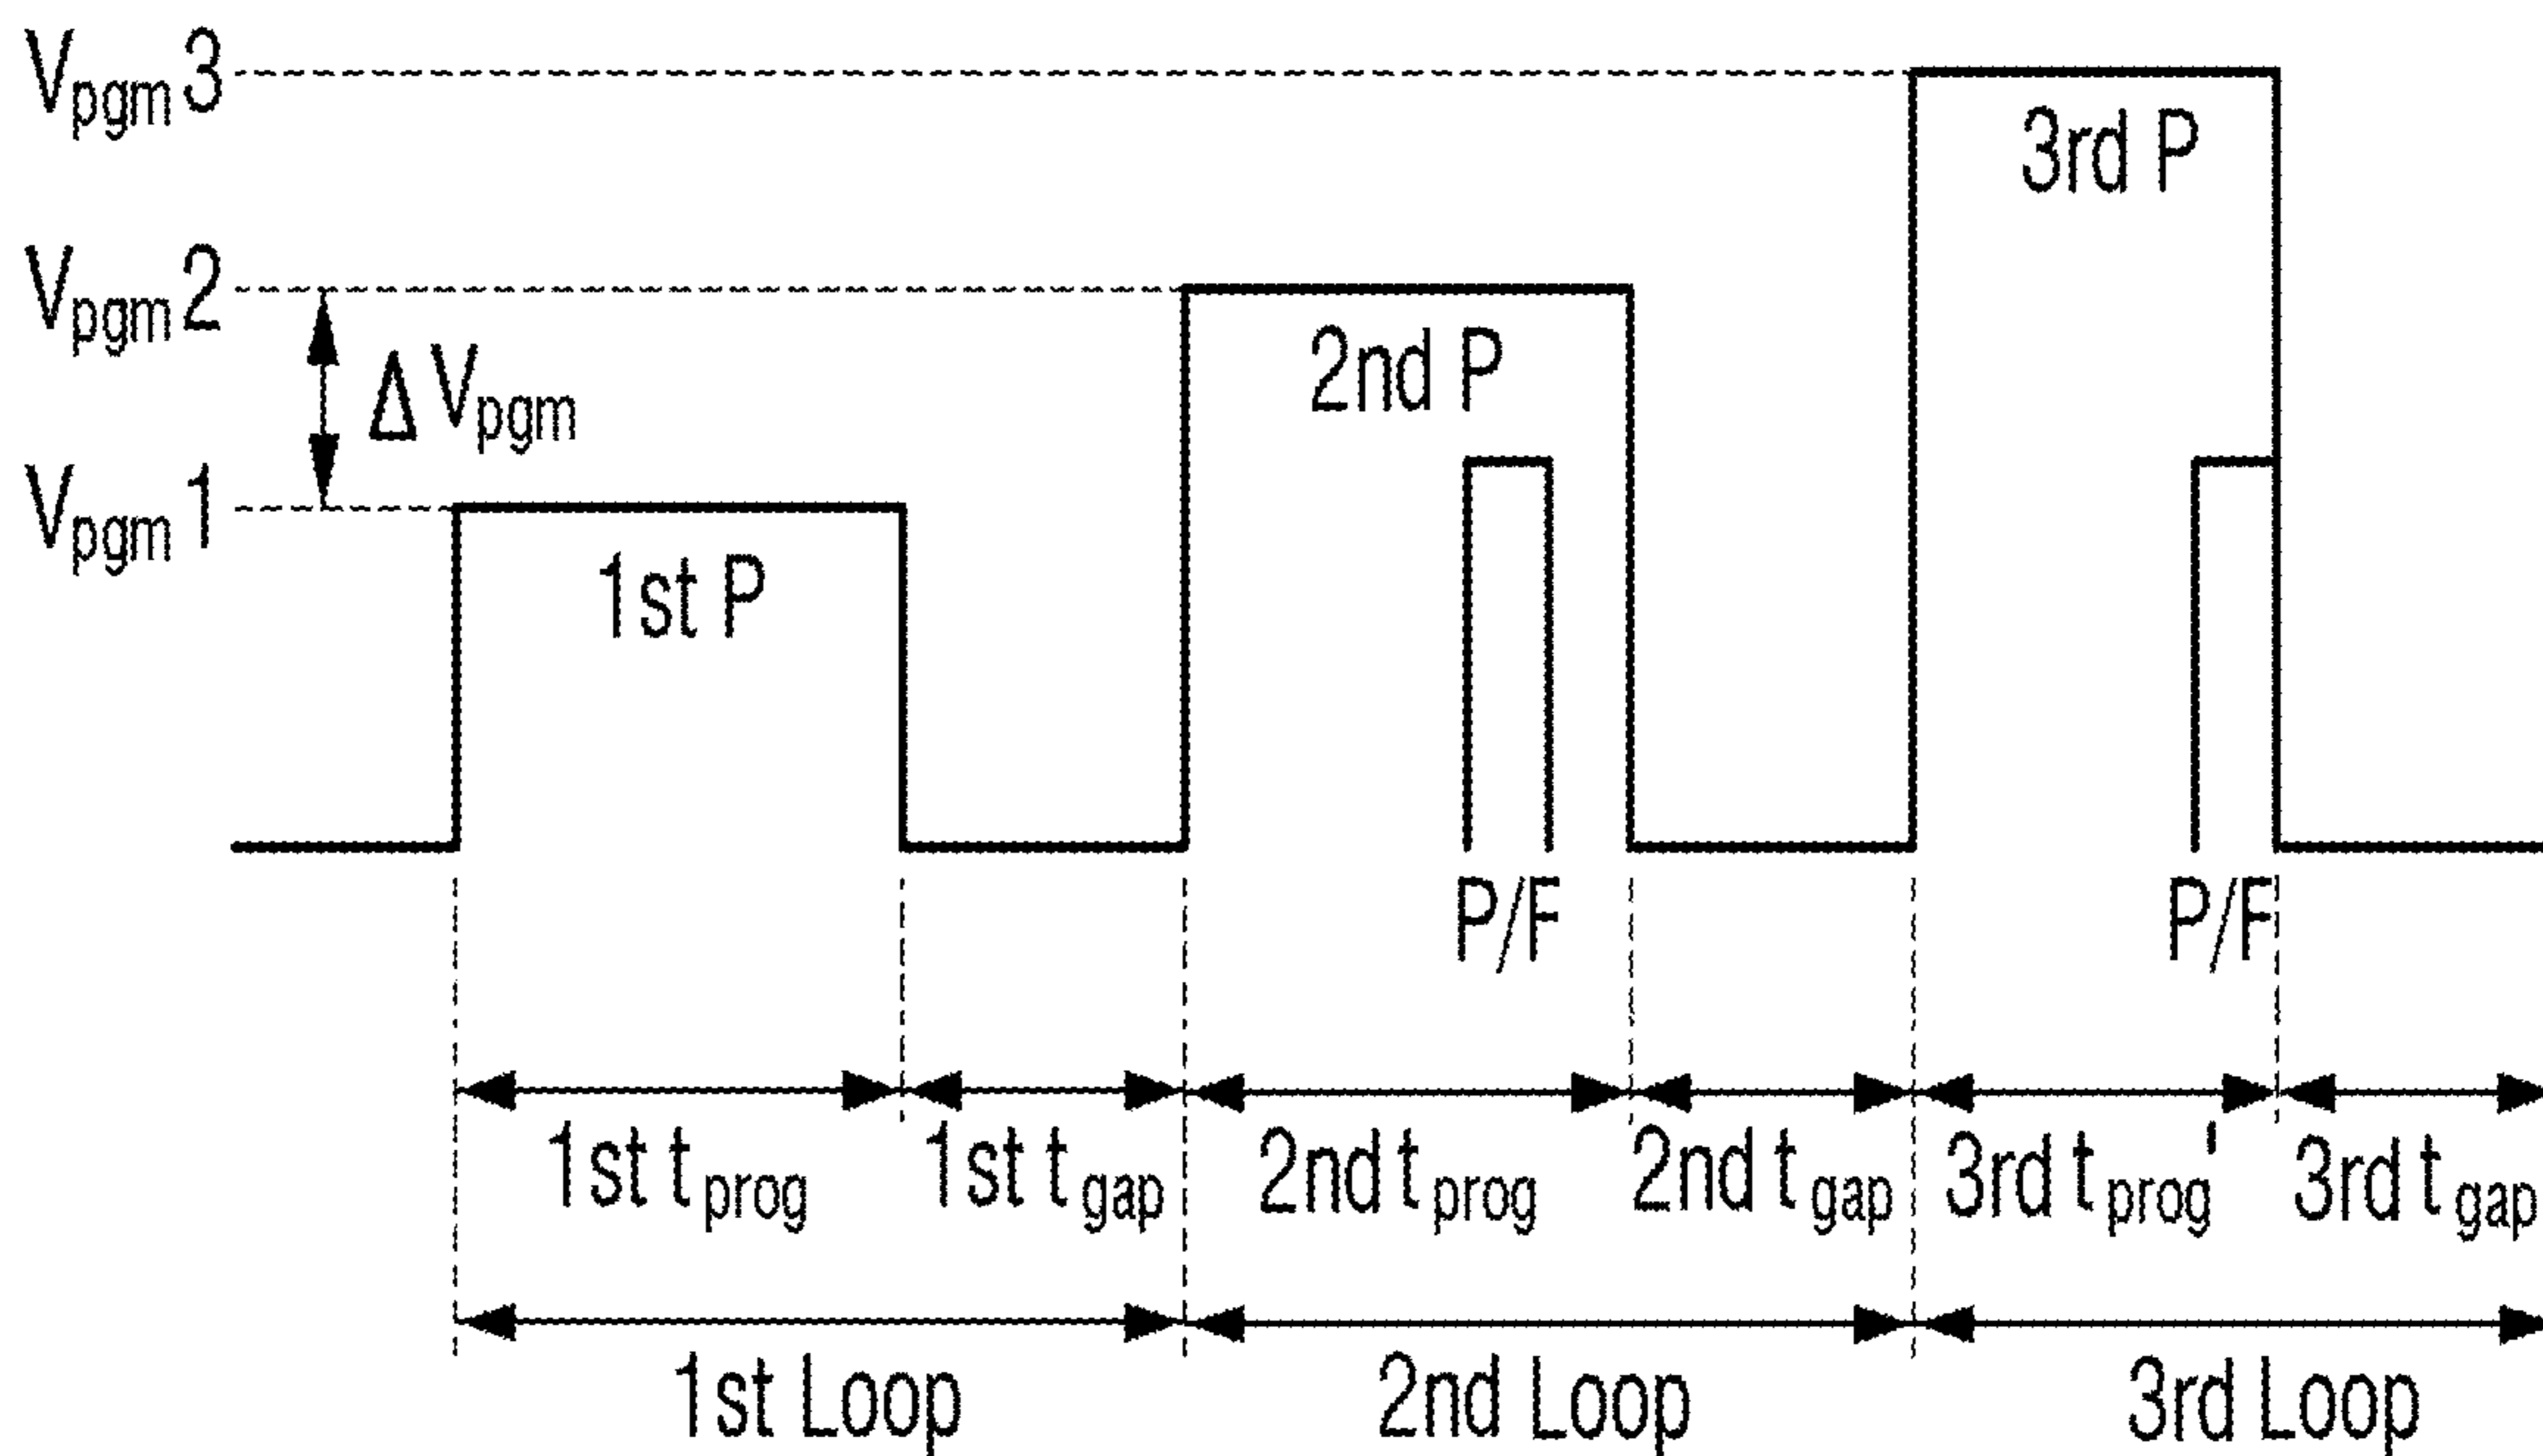 Vpgm3
3rd P
Vpgm2
2nd P
ΔVpgm
Vpgm1
1st P
P/F
P/F
1st tprog
1st tgap
2nd tprog
2nd tgap
3rd tprog'
3rd tgap
1st Loop
2nd Loop
3rd Loop